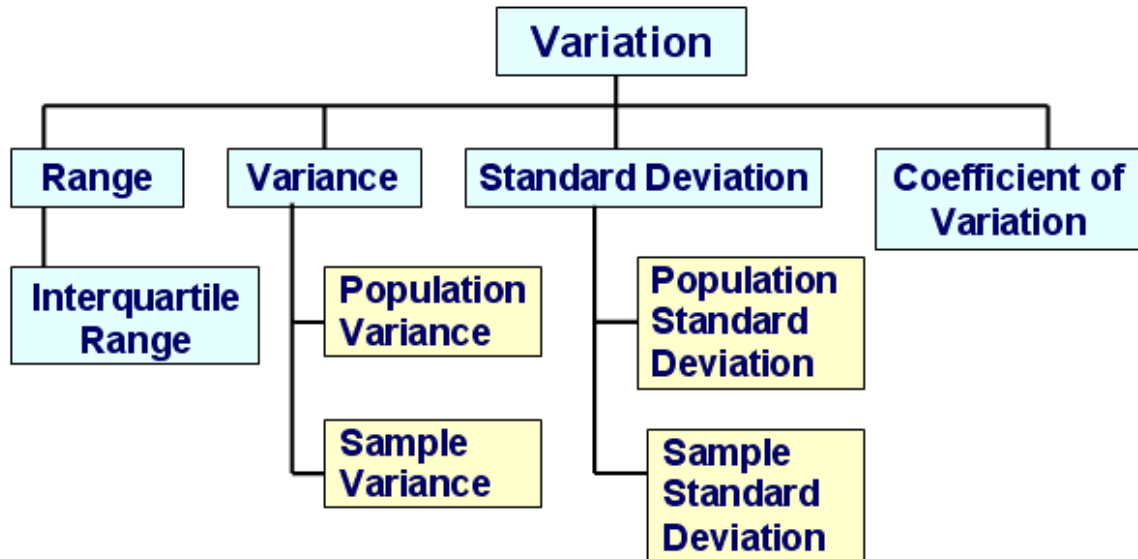 Variation
Range
Variance
Standard Deviation
Coefficient of
Variation
Interquartile
Range
Population
Variance
Population
Standard
Deviation
Sample
Variance
Sample
Standard
Deviation